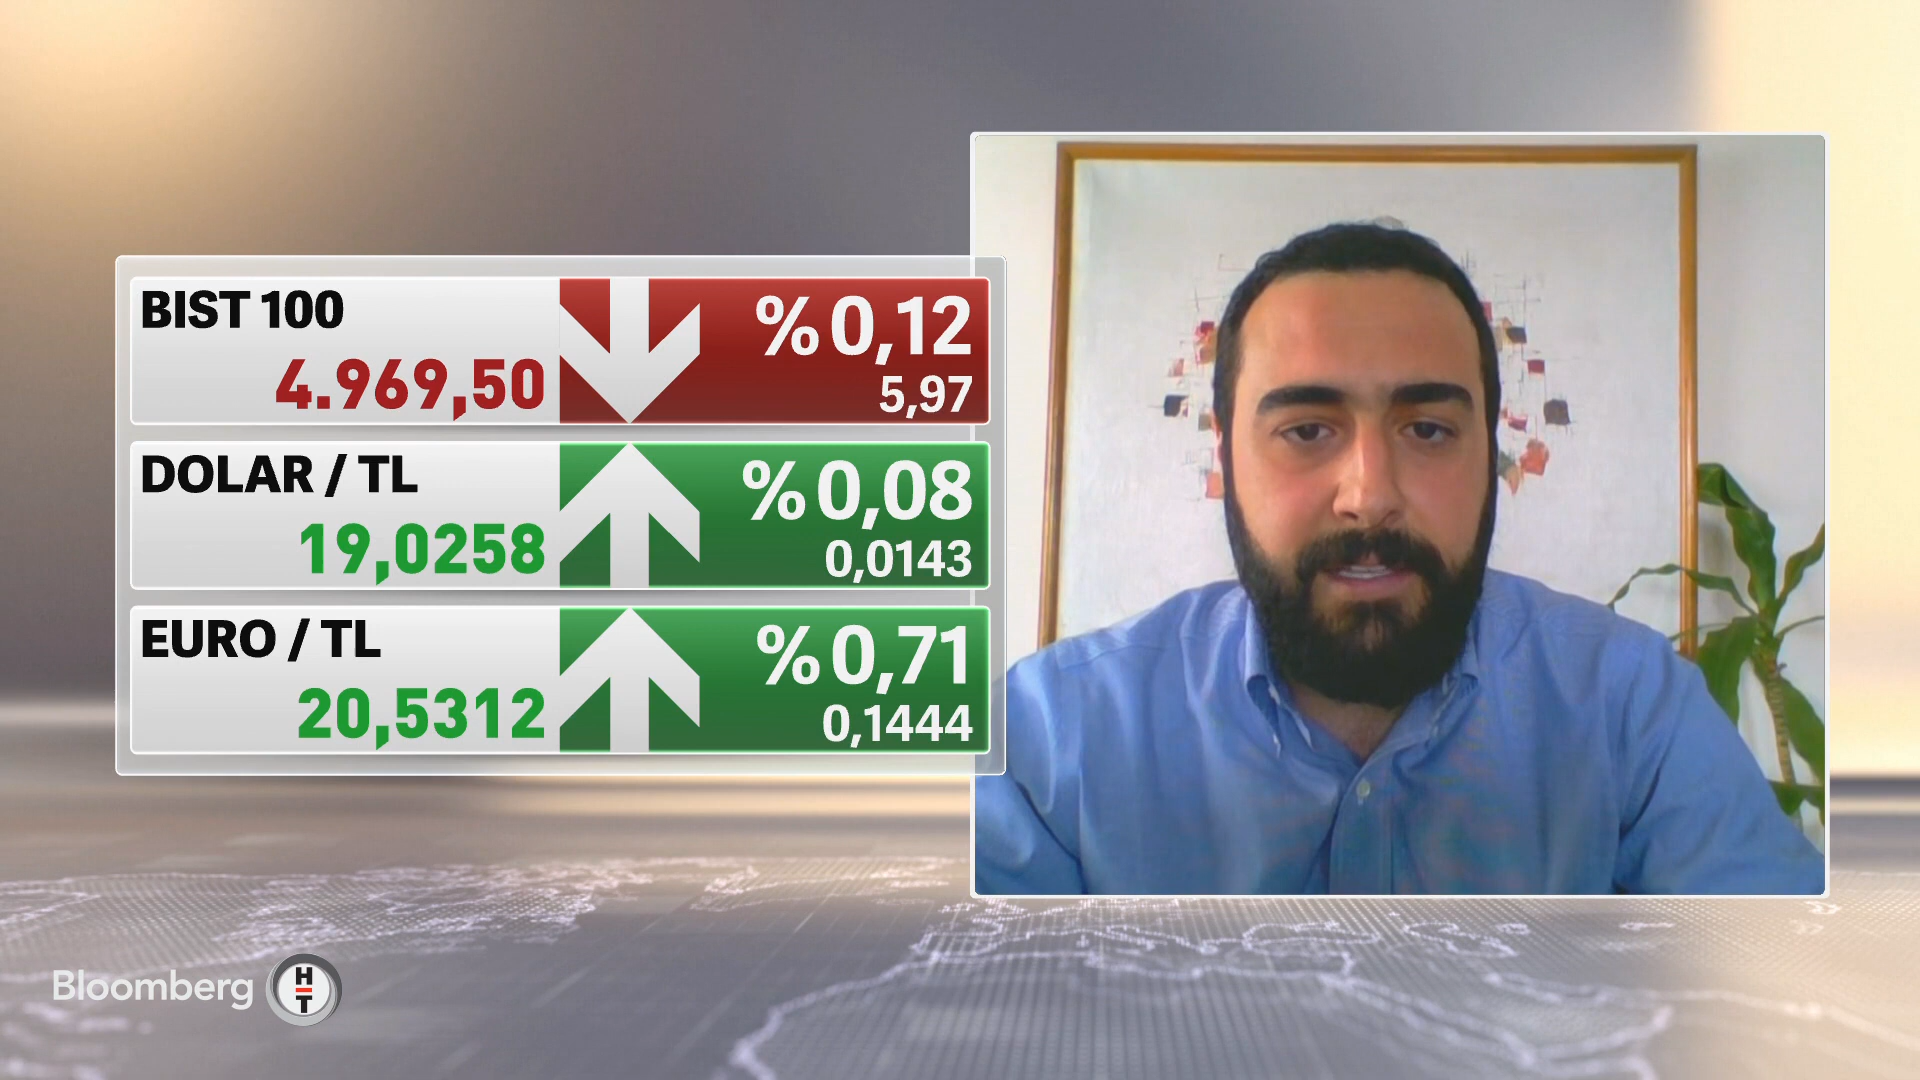 BIST 100
4.969,50
%0,12
5,97
DOLAR / TL
19,0258
%0,08
0,0143
EURO / TL
20,5312
%0,71
0,1444
Bloomberg HT